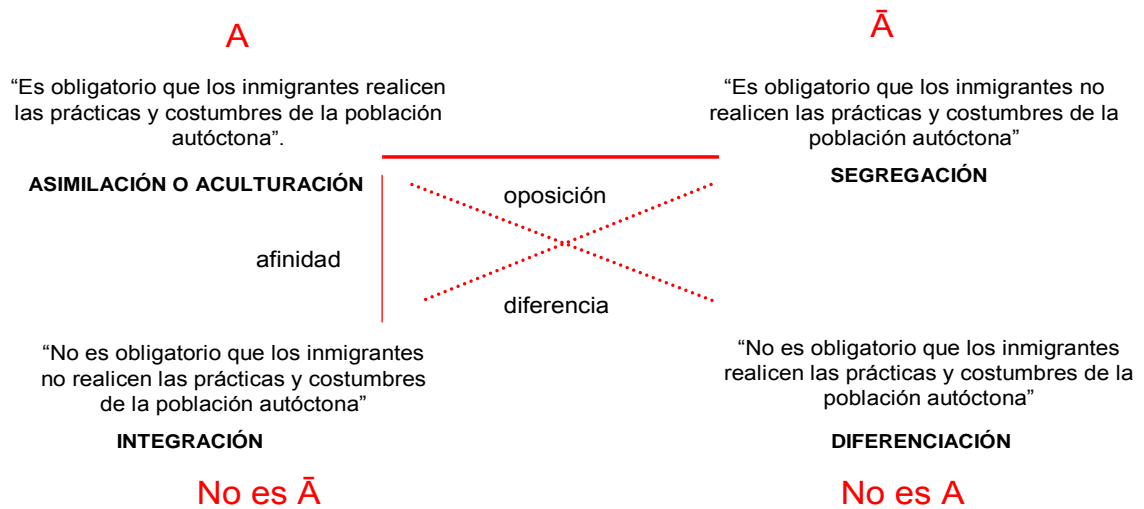 A
Ā
“Es obligatorio que los inmigrantes realicen
las prácticas y costumbres de la población
autóctona”.
“Es obligatorio que los inmigrantes no
realicen las prácticas y costumbres de la
población autóctona”
ASIMILACIÓN O ACULTURACIÓN
SEGREGACIÓN
oposición
afinidad
diferencia
“No es obligatorio que los inmigrantes
no realicen las prácticas y costumbres
de la población autóctona”
“No es obligatorio que los inmigrantes
realicen las prácticas y costumbres de la
población autóctona”
INTEGRACIÓN
DIFERENCIACIÓN
No es Ā
No es A